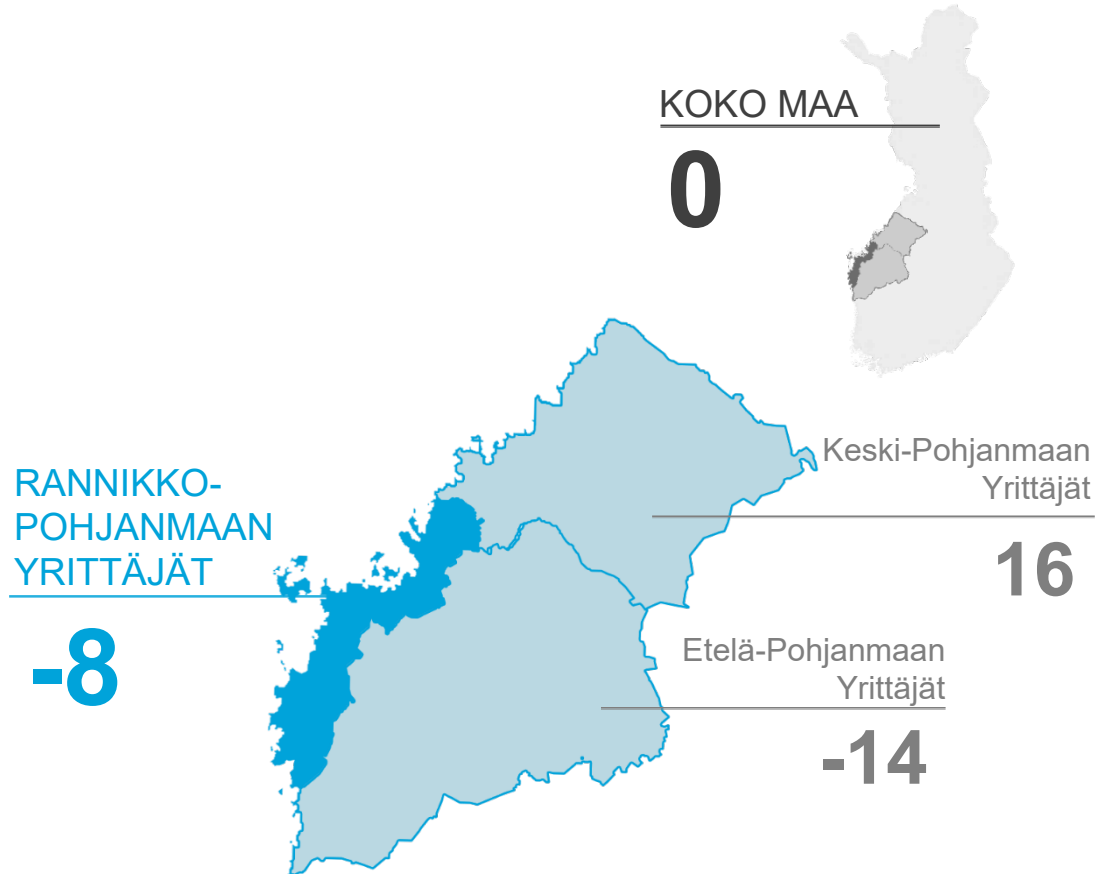 KOKO MAA
0
Keski-Pohjanmaan
Yrittäjät
16
RANNIKKO-
POHJANMAAN
YRITTÄJÄT
-8
Etelä-Pohjanmaan
Yrittäjät
-14